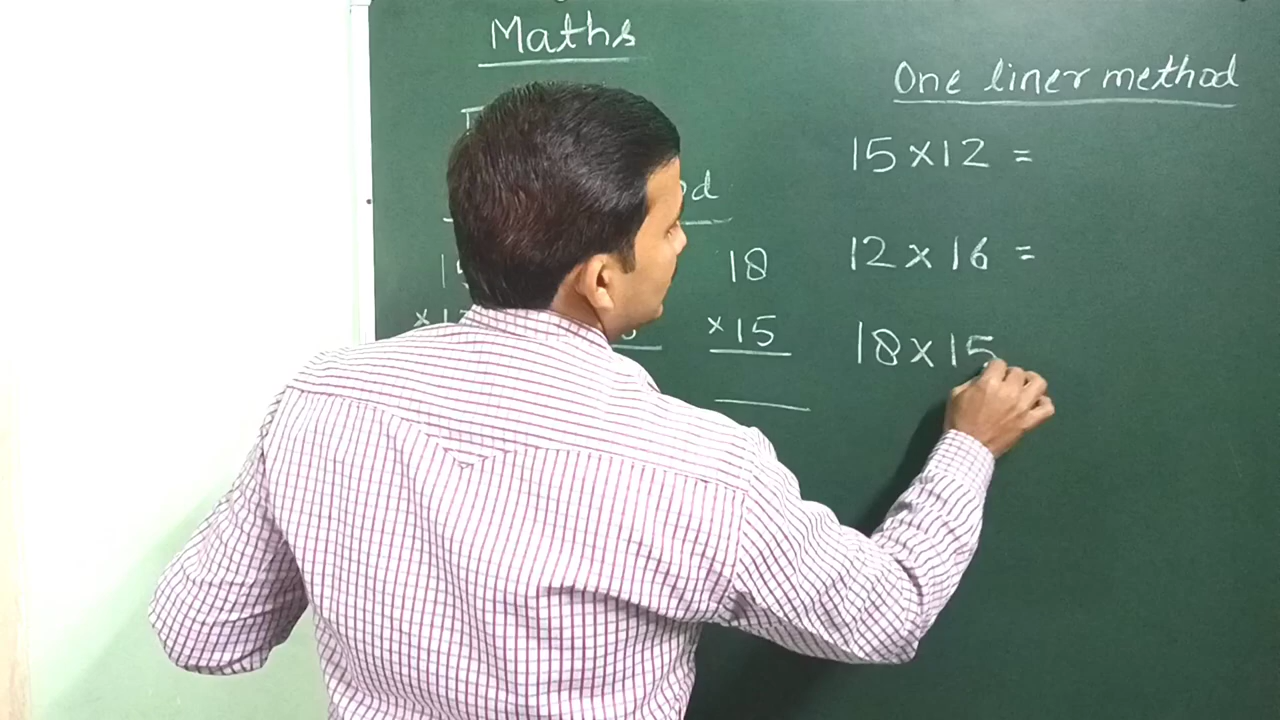 Maths
One liner method
15 × 12 =
12 × 16 =
18 × 15
18
× 15